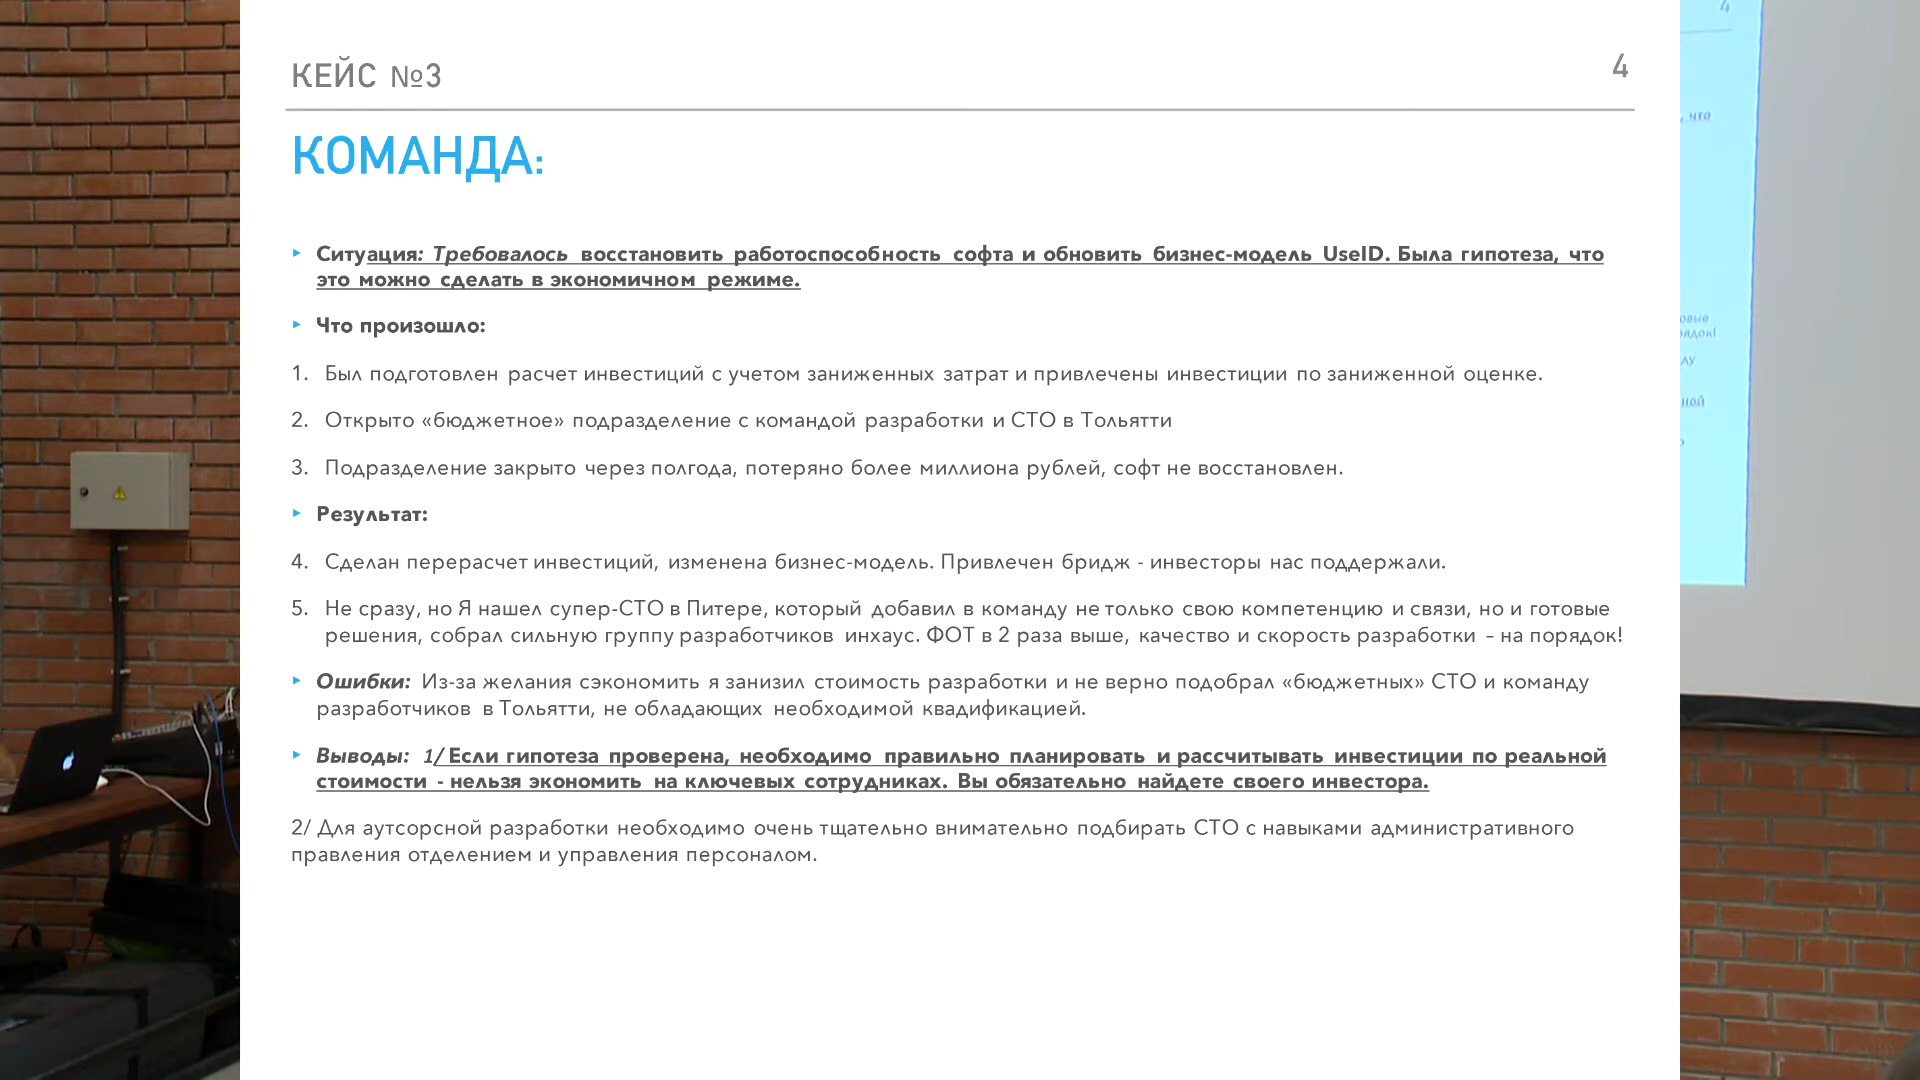 КЕЙС №3
4
КОМАНДА:
Ситуация: Требовалось восстановить работоспособность софта и обновить бизнес-модель UseID. Была гипотеза, что
это можно сделать в экономичном режиме.
Что произошло:
1. Был подготовлен расчет инвестиций с учетом заниженных затрат и привлечены инвестиции по заниженной оценке.
2. Открыто «бюджетное» подразделение с командой разработки и СТО в Тольятти
3. Подразделение закрыто через полгода, потеряно более миллиона рублей, софт не восстановлен.
Результат:
4. Сделан перерасчет инвестиций, изменена бизнес-модель. Привлечен бридж - инвесторы нас поддержали.
5. Не сразу, но Я нашел супер-СТО в Питере, который добавил в команду не только свою компетенцию и связи, но и готовые
решения, собрал сильную группу разработчиков инхаус. ФОТ в 2 раза выше, качество и скорость разработки – на порядок!
Ошибки: Из-за желания сэкономить я занизил стоимость разработки и не верно подобрал «бюджетных» СТО и команду
разработчиков в Тольятти, не обладающих необходимой квадификацией.
Выводы: 1/ Если гипотеза проверена, необходимо правильно планировать и рассчитывать инвестиции по реальной
стоимости - нельзя экономить на ключевых сотрудниках. Вы обязательно найдете своего инвестора.
2/ Для аутсорсной разработки необходимо очень тщательно внимательно подбирать СТО с навыками административного
правления отделением и управления персоналом.
4
, что
овые
рядок!
ду
ной